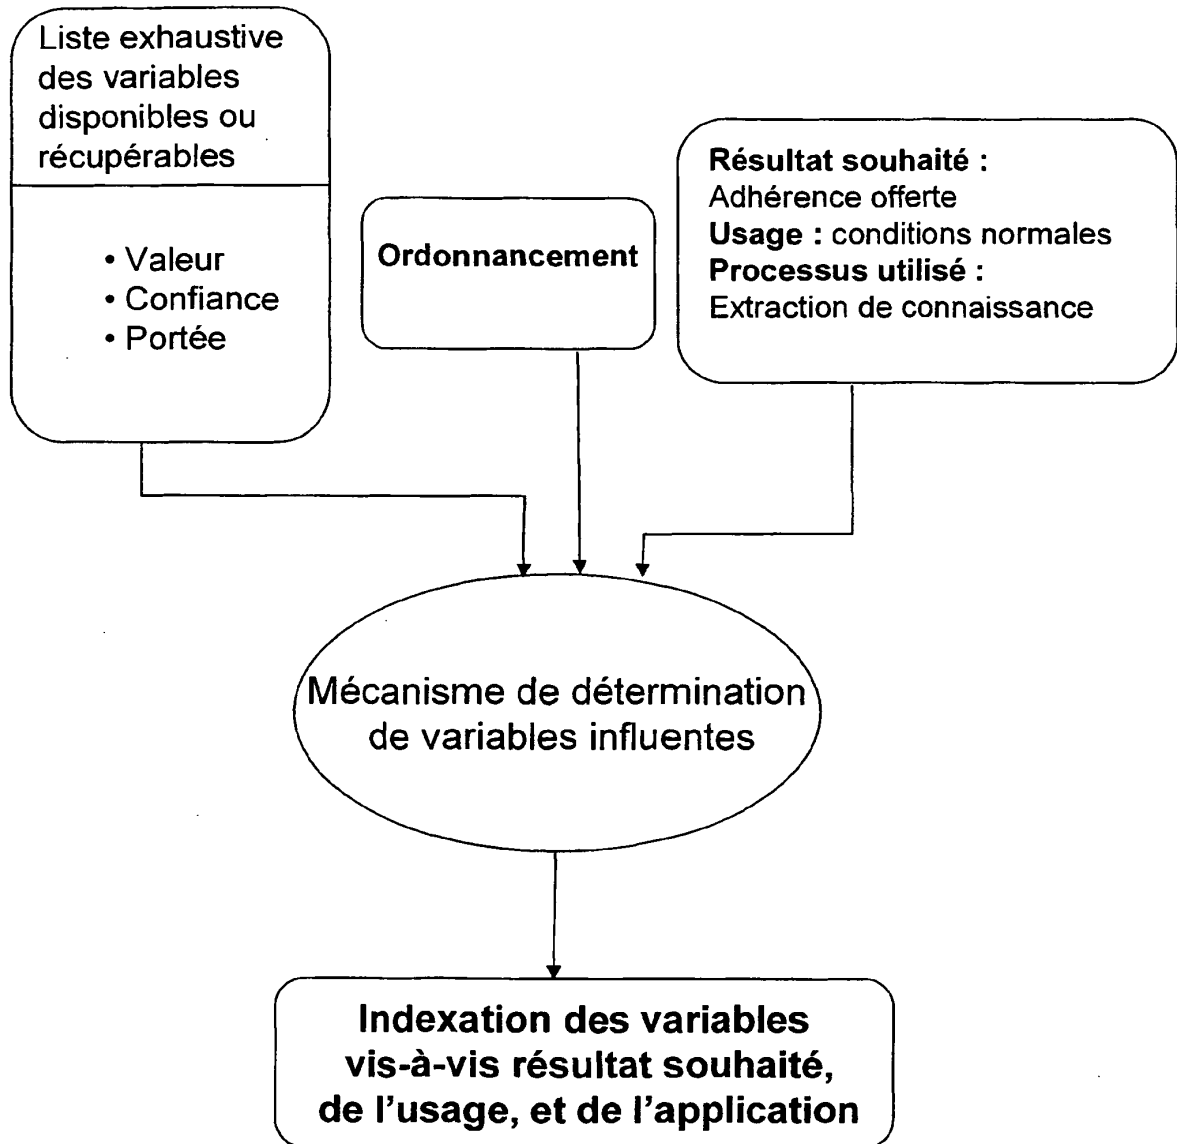 Liste exhaustive
des variables
disponibles ou
récupérables
• Valeur
• Confiance
• Portée
Ordonnancement
Résultat souhaité :
Adhérence offerte
Usage : conditions normales
Processus utilisé :
Extraction de connaissance
Mécanisme de détermination
de variables influentes
Indexation des variables
vis-à-vis résultat souhaité,
de l'usage, et de l'application